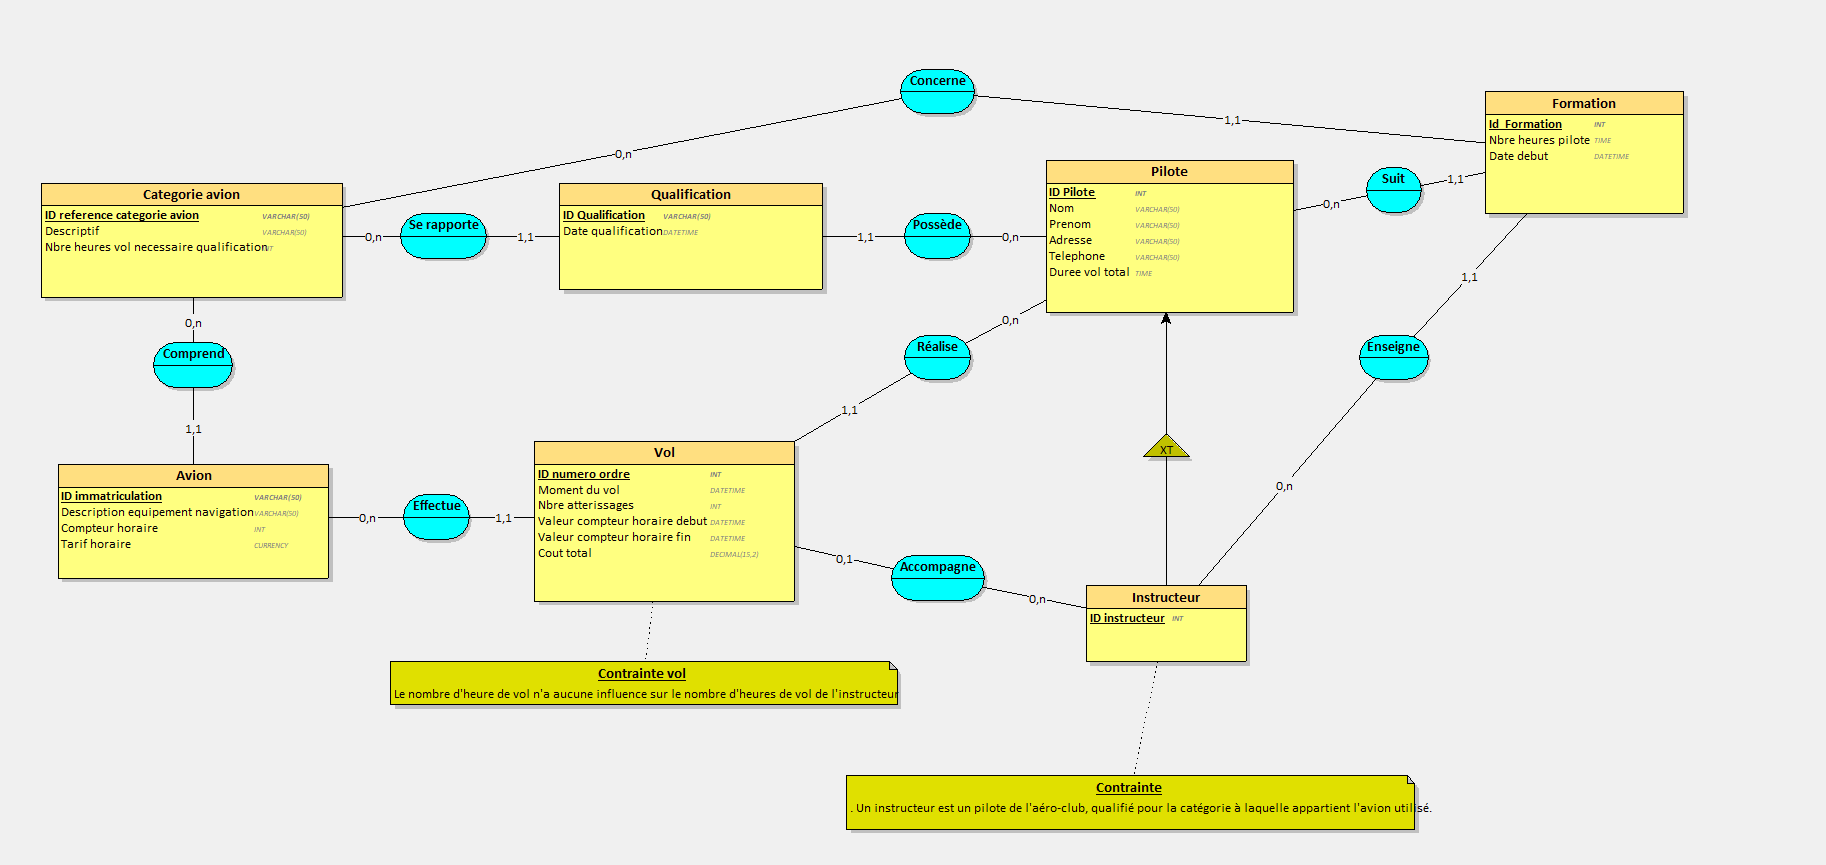 Concerne
0,n
1,1
Formation
Id_Formation INT
Nbre heures pilote TIME
Date debut DATETIME
Categorie avion
ID reference categorie avion VARCHAR(50)
Descriptif VARCHAR(50)
Nbre heures vol necessaire qualification
0,n
Se rapporte
1,1
Qualification
ID Qualification VARCHAR(50)
Date qualification DATETIME
1,1
Possède
0,n
Pilote
ID Pilote INT
Nom VARCHAR(50)
Prenom VARCHAR(50)
Adresse VARCHAR(50)
Telephone VARCHAR(50)
Duree vol total TIME
0,n
Suit
1,1
0,n
Comprend
1,1
0,n
Réalise
1,1
1,1
Enseigne
0,n
XT
Avion
ID immatriculation VARCHAR(50)
Description equipement navigation VARCHAR(50)
Compteur horaire INT
Tarif horaire CURRENCY
0,n
Effectue
1,1
Vol
ID numero ordre INT
Moment du vol DATETIME
Nbre atterissages INT
Valeur compteur horaire debut DATETIME
Valeur compteur horaire fin DATETIME
Cout total DECIMAL(15,2)
0,1
Accompagne
0,n
Instructeur
ID instructeur INT
Contrainte vol
Le nombre d'heure de vol n'a aucune influence sur le nombre d'heures de vol de l'instructeur
Contrainte
. Un instructeur est un pilote de l'aéro-club, qualifié pour la catégorie à laquelle appartient l'avion utilisé.